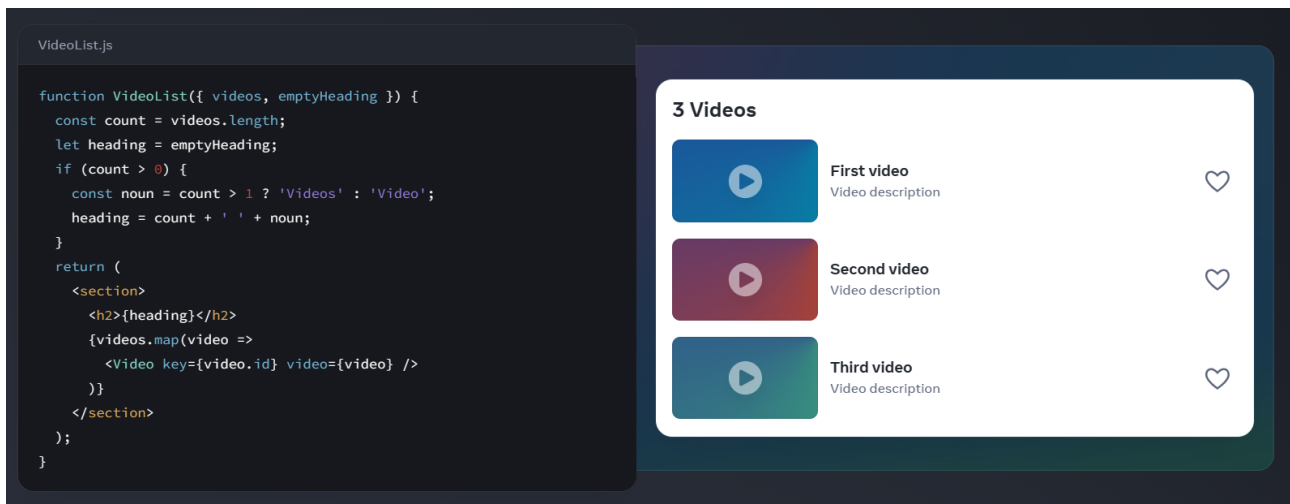 VideoList.js
function VideoList({ videos, emptyHeading }) {
  const count = videos.length;
  let heading = emptyHeading;
  if (count > 0) {
    const noun = count > 1 ? 'Videos' : 'Video';
    heading = count + ' ' + noun;
  }
  return (
    <section>
      <h2>{heading}</h2>
      {videos.map(video =>
        <Video key={video.id} video={video} />
      )}
    </section>
  );
}
3 Videos
First video
Video description
Second video
Video description
Third video
Video description